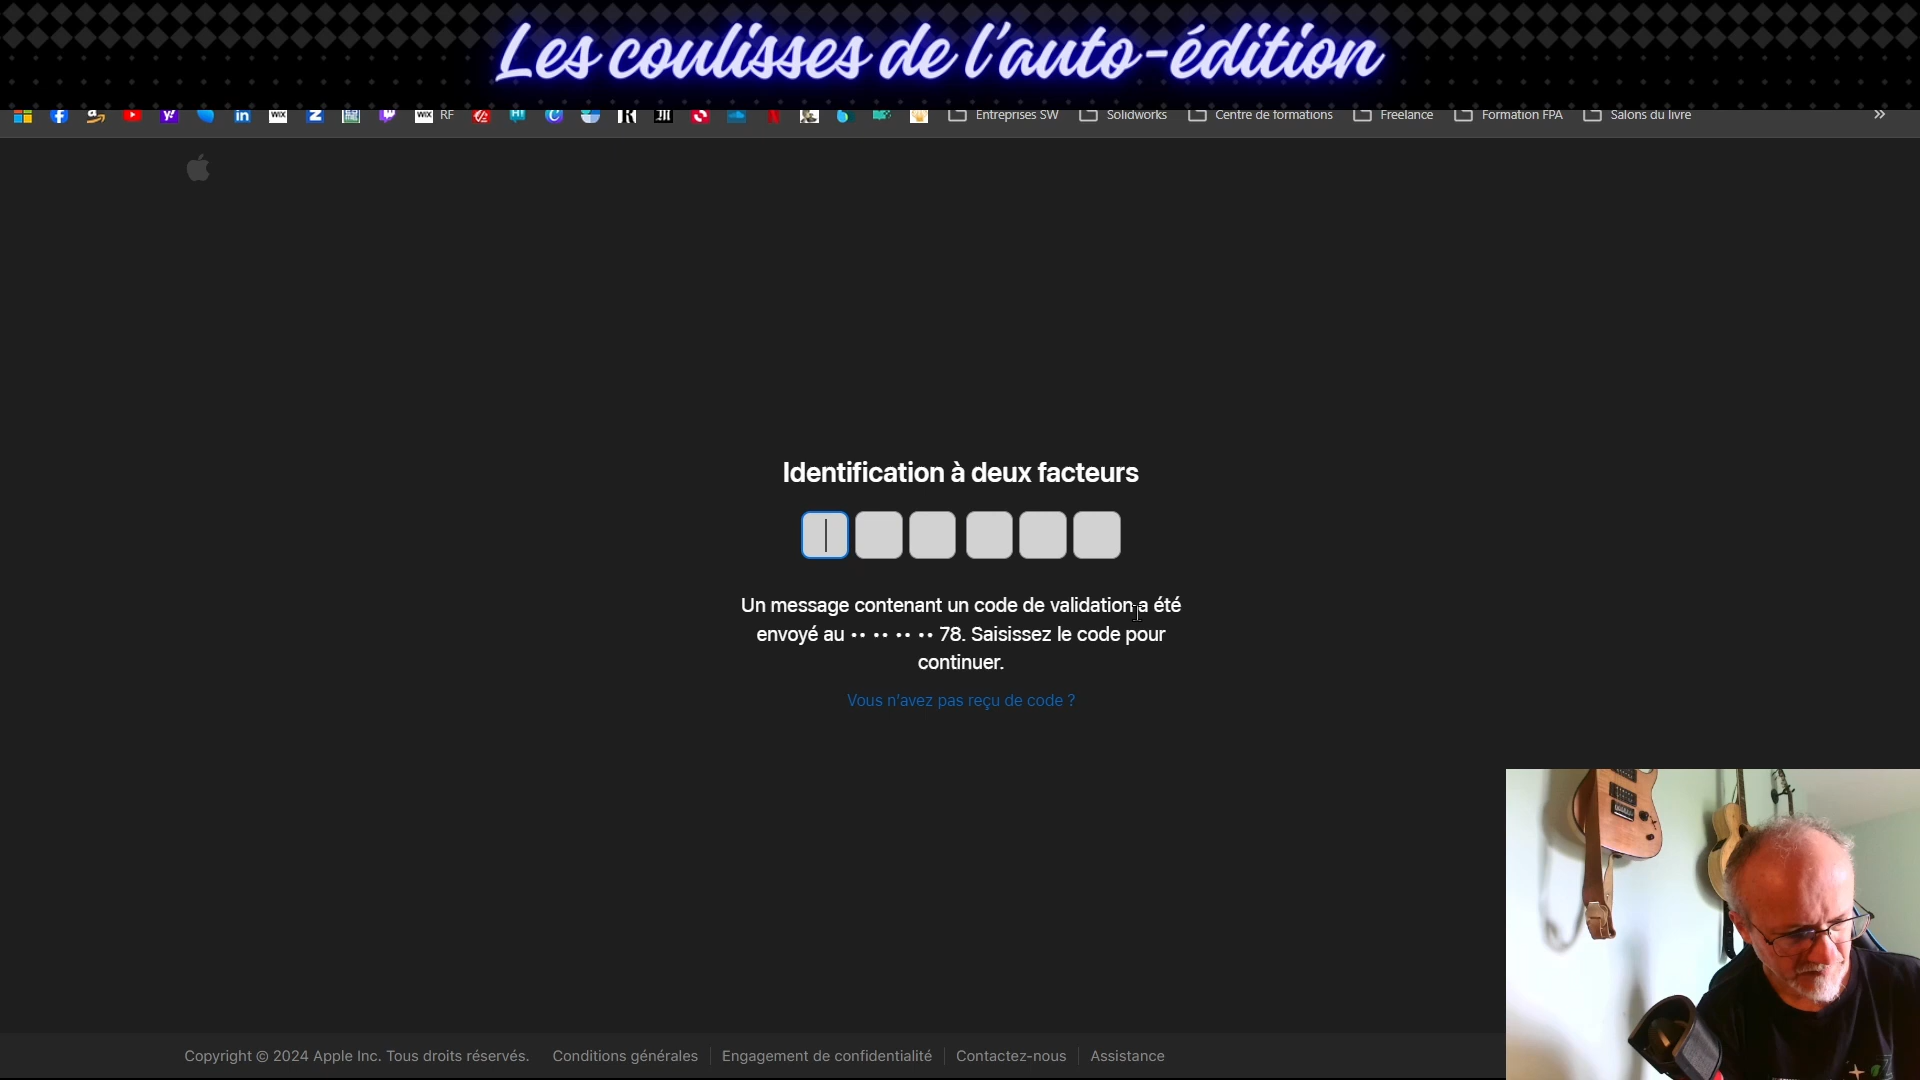 Les coulisses de l'auto-édition
RF Entreprises SW Solidworks Centre de formations Freelance Formation FPA Salons du livre »
Identification à deux facteurs
Un message contenant un code de validation a été
envoyé au •• •• •• •• 78. Saisissez le code pour
continuer.
Vous n'avez pas reçu de code ?
Copyright © 2024 Apple Inc. Tous droits réservés. Conditions générales Engagement de confidentialité Contactez-nous Assistance